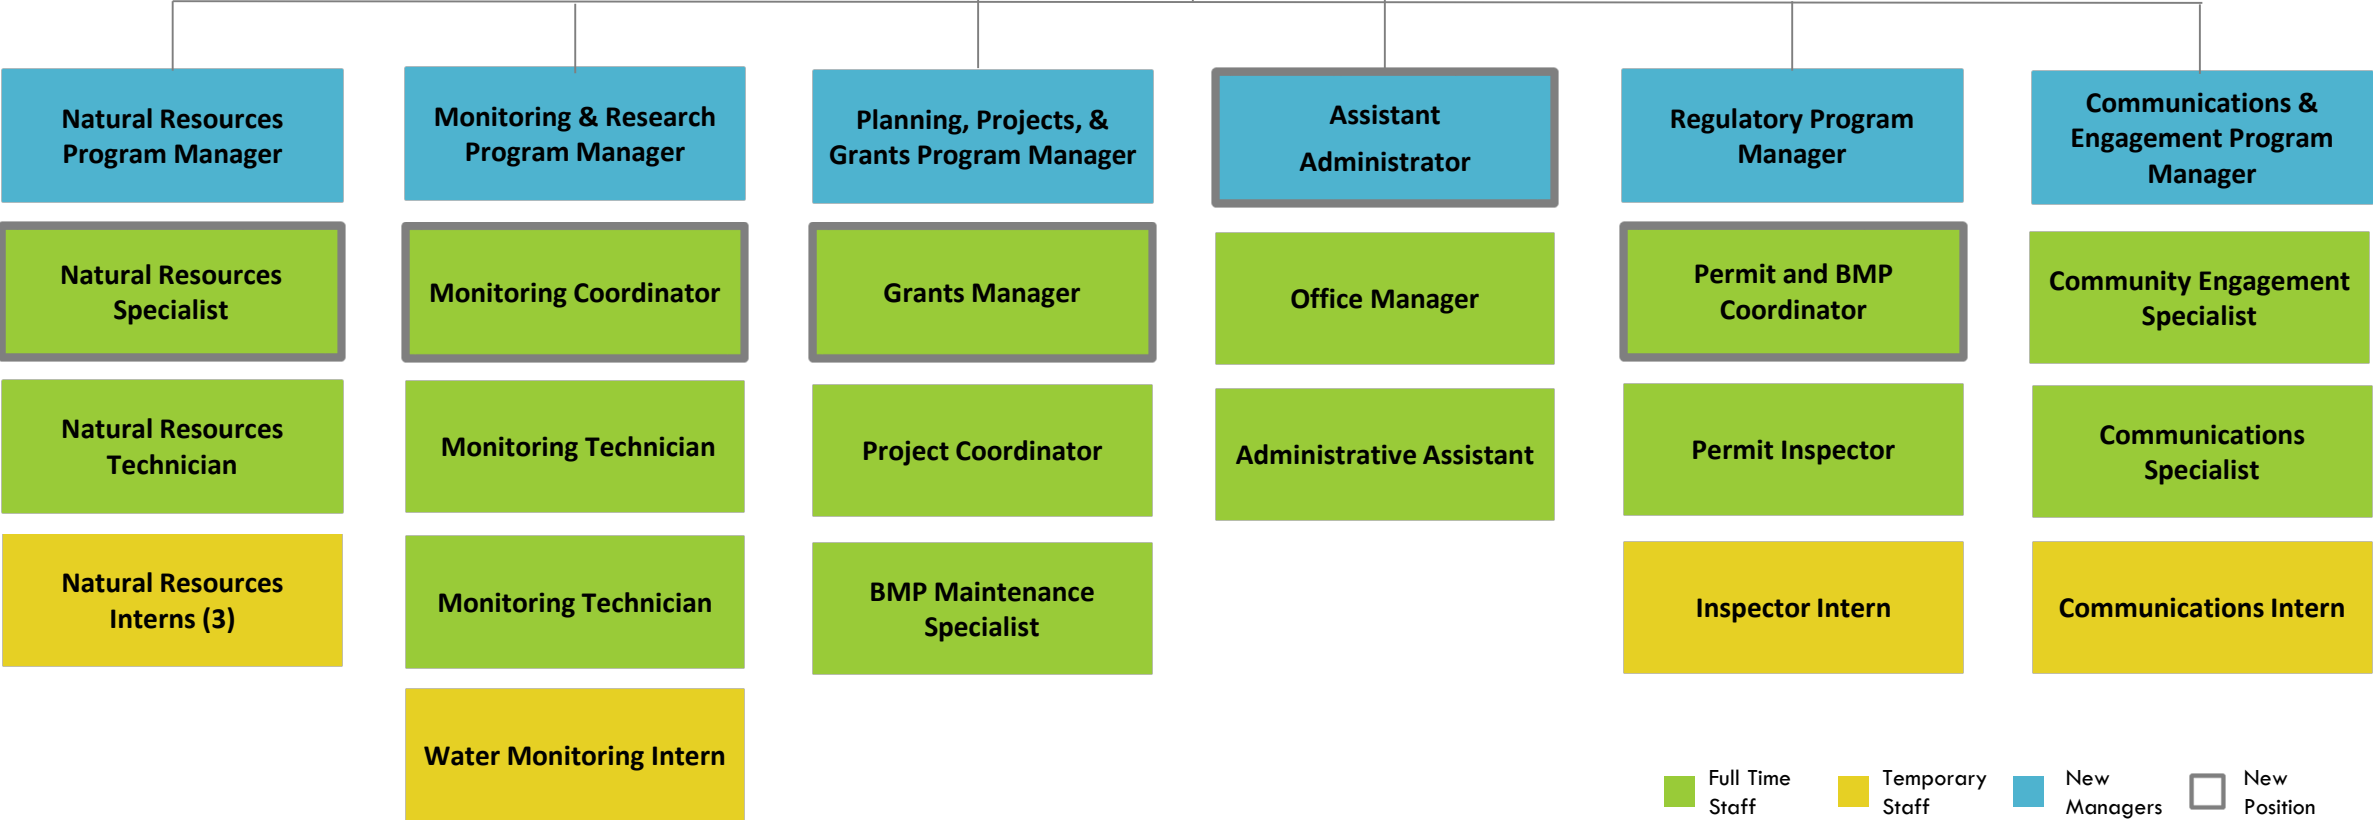 Natural Resources
Program Manager
Monitoring & Research
Program Manager
Planning, Projects, &
Grants Program Manager
Assistant
Administrator
Regulatory Program
Manager
Communications &
Engagement Program
Manager
Natural Resources
Specialist
Monitoring Coordinator
Grants Manager
Office Manager
Permit and BMP
Coordinator
Community Engagement
Specialist
Natural Resources
Technician
Monitoring Technician
Project Coordinator
Administrative Assistant
Permit Inspector
Communications
Specialist
Natural Resources
Interns (3)
Monitoring Technician
BMP Maintenance
Specialist
Inspector Intern
Communications Intern
Water Monitoring Intern
Full Time
Staff
Temporary
Staff
New
Managers
New
Position